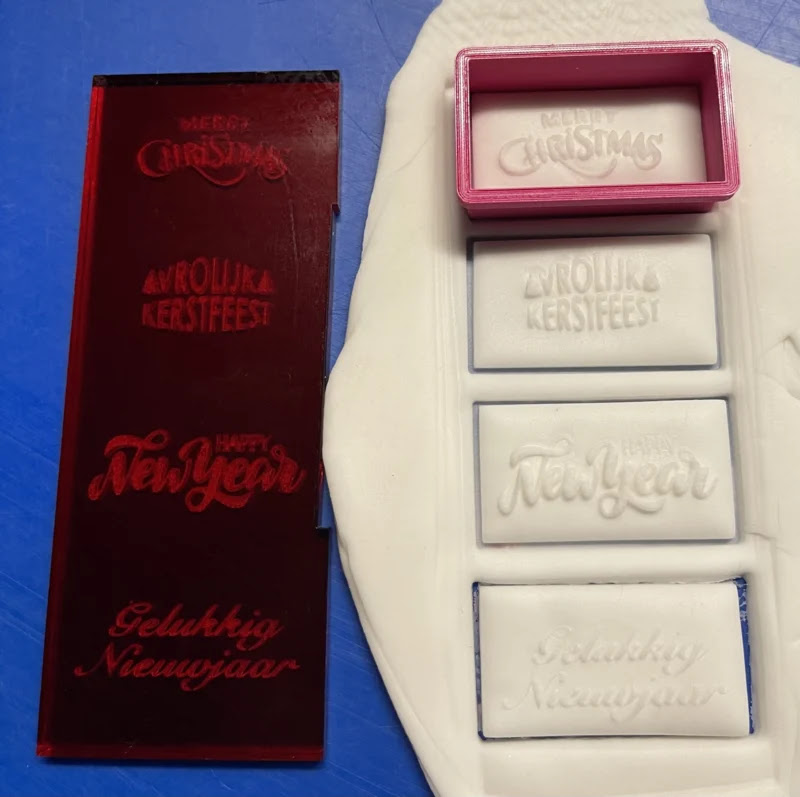 MERRY
CHRISTMAS
VROLIJK
KERSTFEEST
HAPPY
New Year
Gelukkig
Nieuwjaar
MERRY
CHRISTMAS
VROLIJK
KERSTFEEST
HAPPY
New Year
Gelukkig
Nieuwjaar